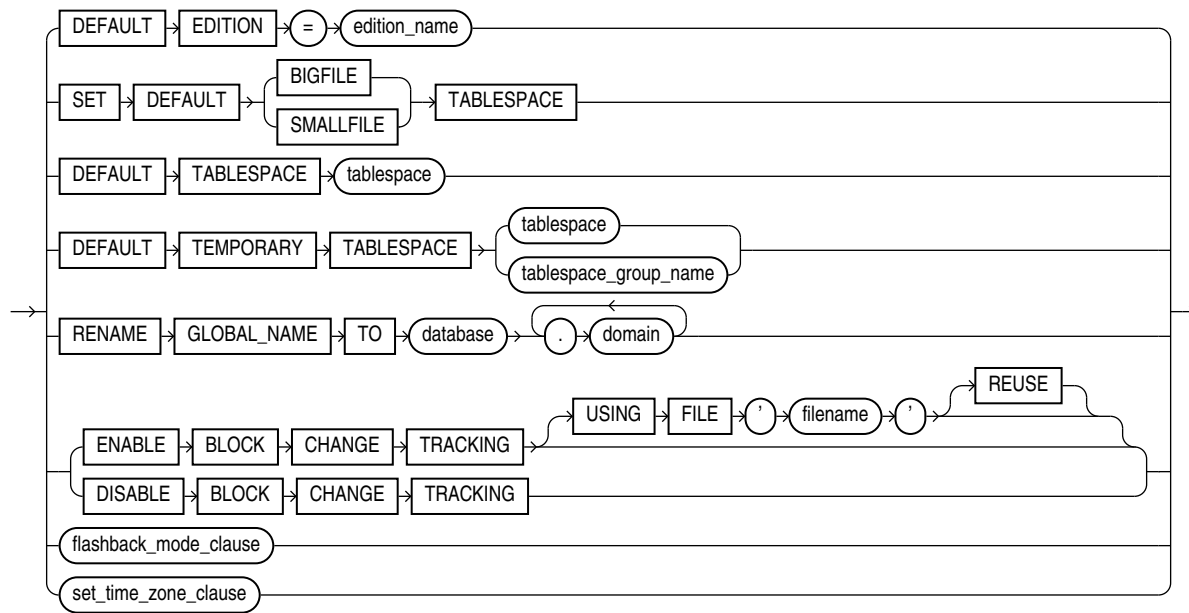 DEFAULT EDITION = edition_name
BIGFILE
SET DEFAULT TABLESPACE
SMALLFILE
DEFAULT TABLESPACE tablespace
tablespace
DEFAULT TEMPORARY TABLESPACE
tablespace_group_name
RENAME GLOBAL_NAME TO database . domain
REUSE
USING FILE ’ filename ’
ENABLE BLOCK CHANGE TRACKING
DISABLE BLOCK CHANGE TRACKING
flashback_mode_clause
set_time_zone_clause